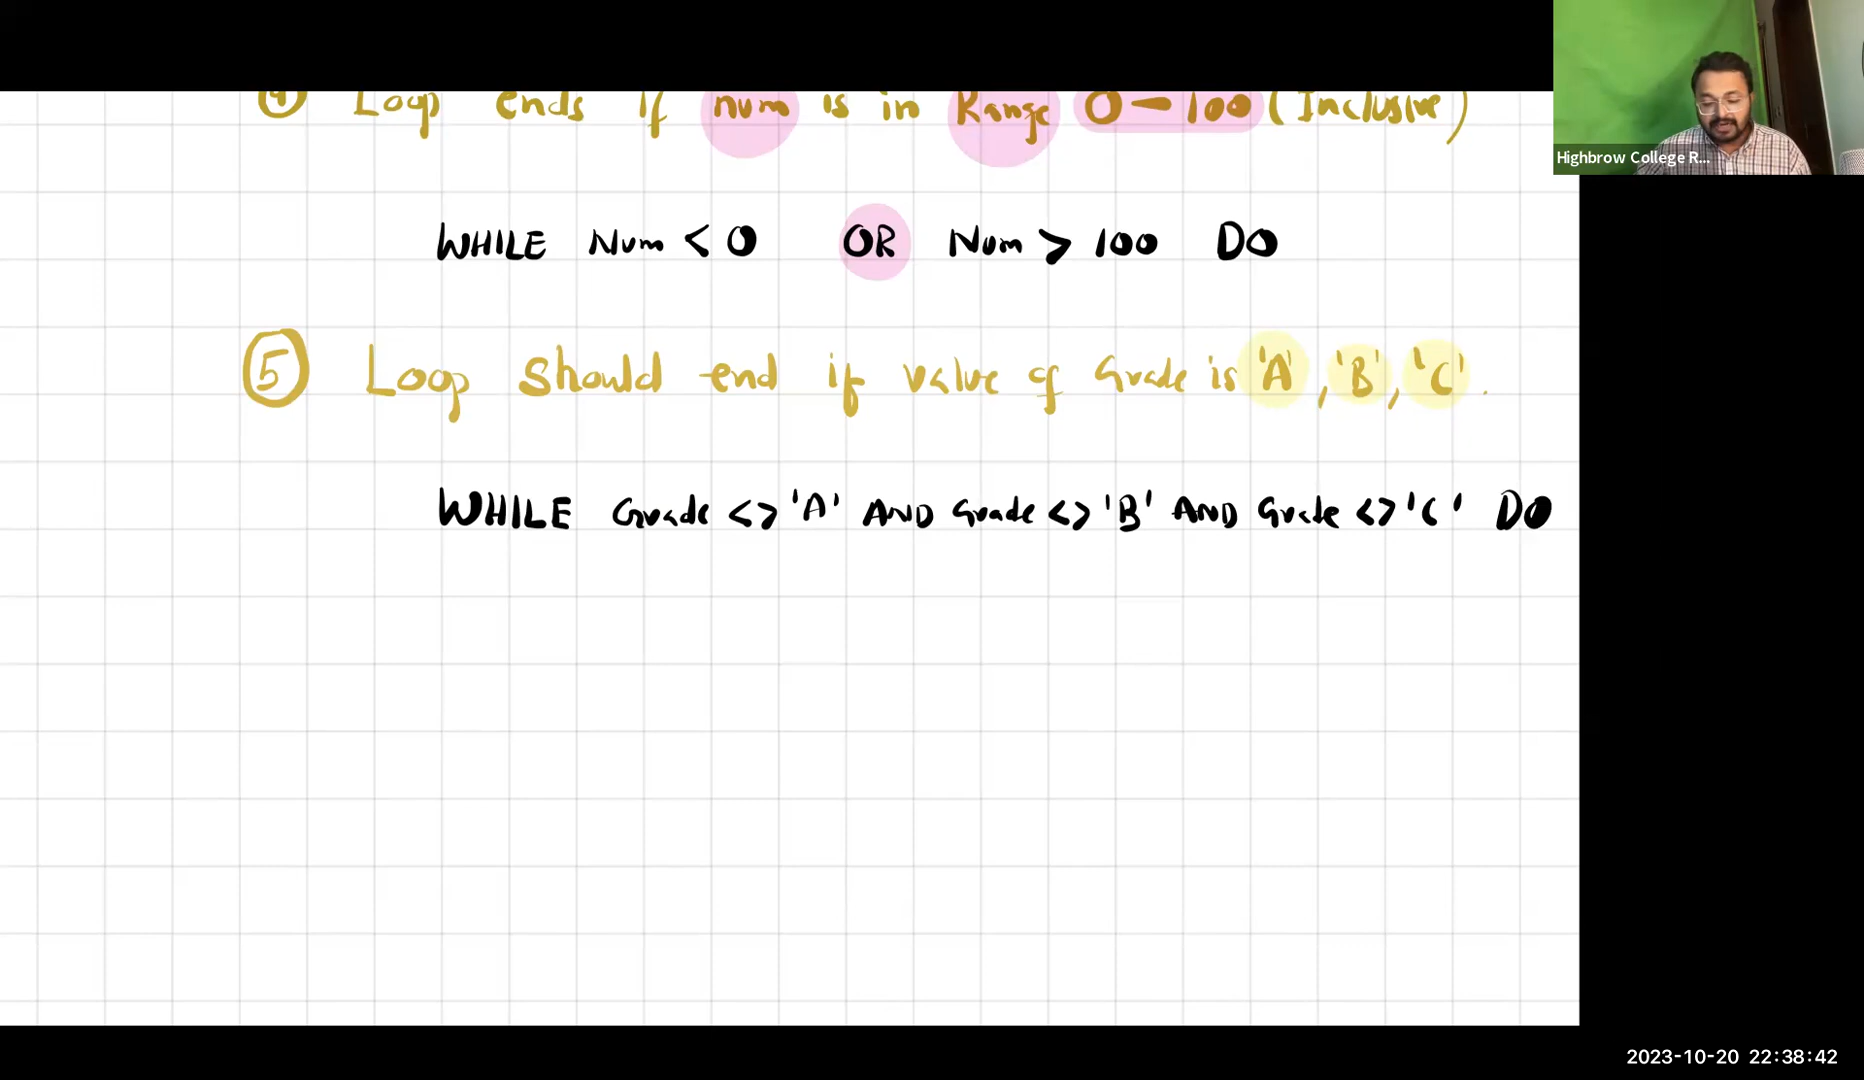 ④ Loop ends if num is in Range 0 – 100 (Inclusive)
Highbrow College R...
WHILE Num < 0 OR Num > 100 DO
⑤ Loop Should end if value of Grade is 'A', 'B', 'C'.
WHILE Grade <> 'A' AND Grade <> 'B' AND Grade <> 'C' DO
2023-10-20 22:38:42